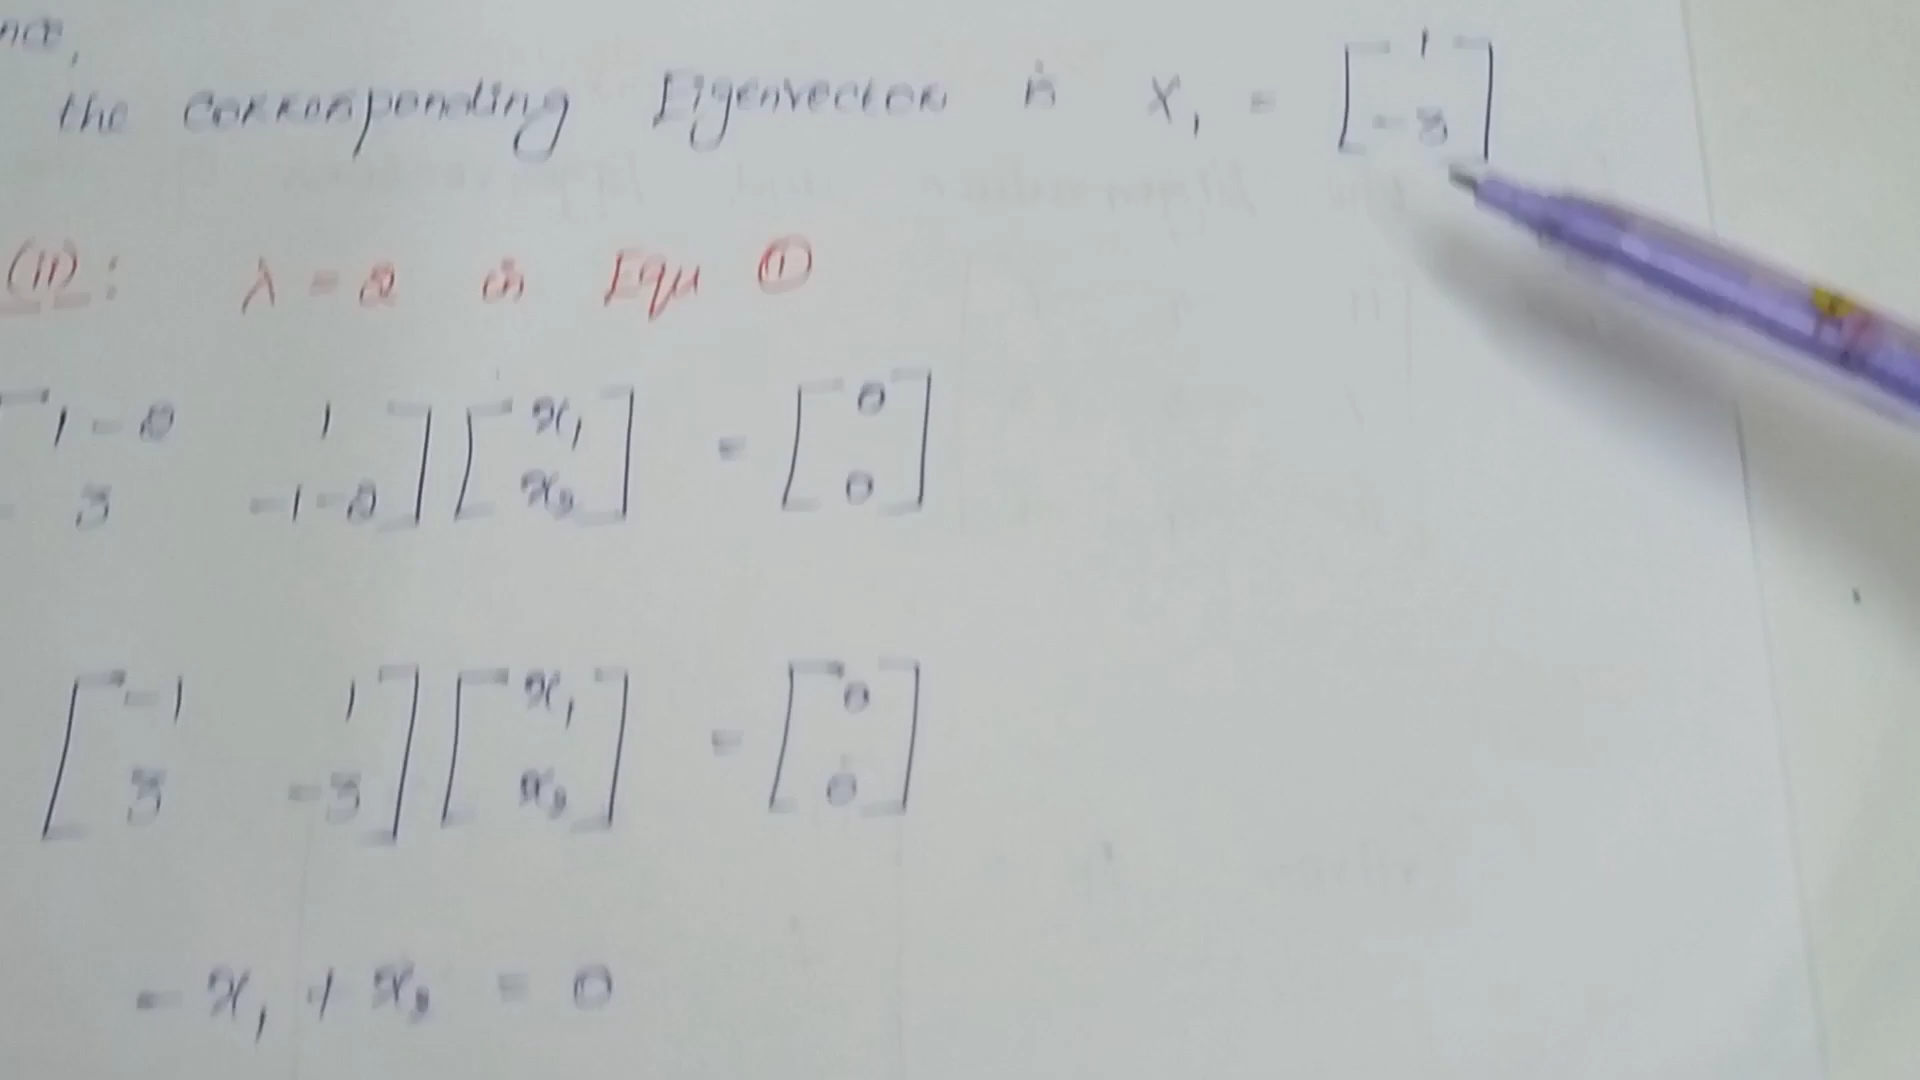 nce,
the corresponding Eigenvector is X₁ = [1 -3]
(ii): λ = 2 in Equ ①
[1-2 1 3 -1-2] [x₁ x₂] = [0 0]
[-1 1 3 -3] [x₁ x₂] = [0 0]
- x₁ + x₂ = 0